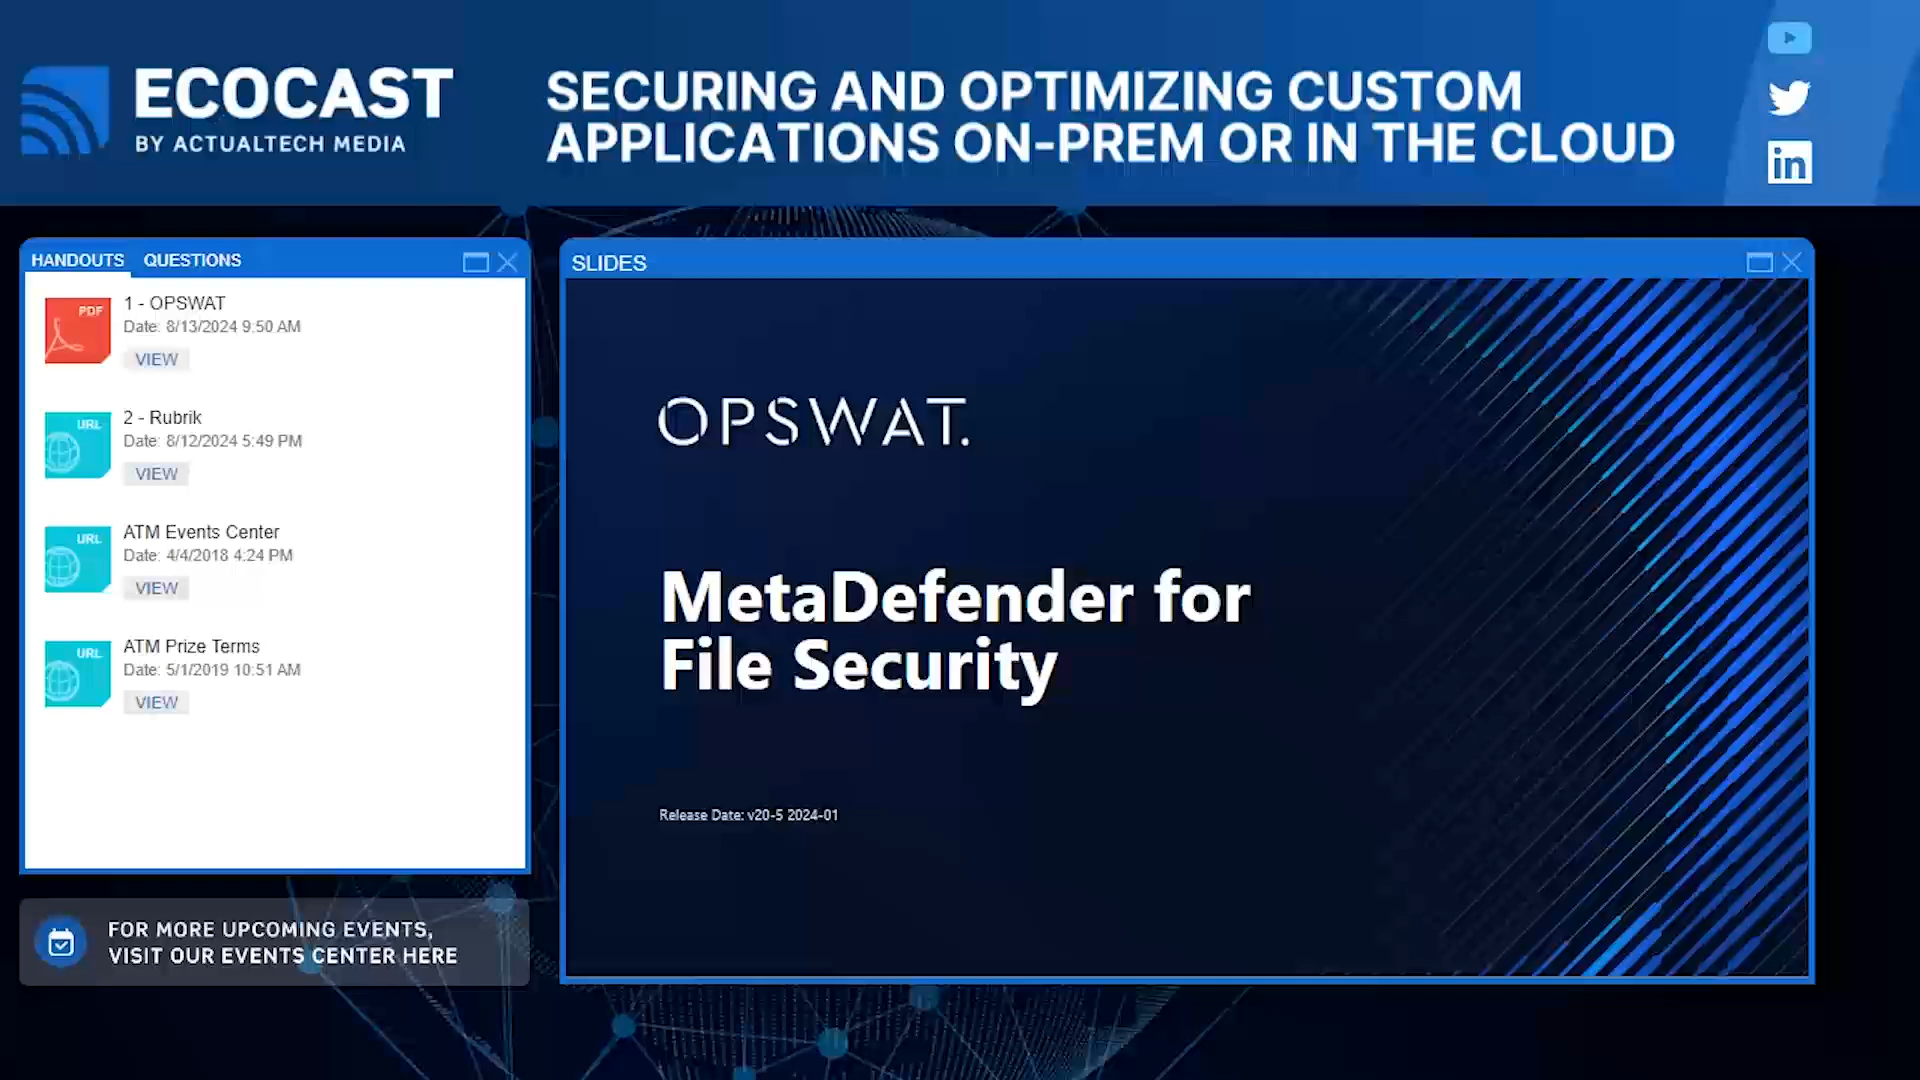 ECOCAST
BY ACTUALTECH MEDIA
SECURING AND OPTIMIZING CUSTOM
APPLICATIONS ON-PREM OR IN THE CLOUD
in
HANDOUTS QUESTIONS
PDF
1 - OPSWAT
Date: 8/13/2024 9:50 AM
VIEW
URL
2 - Rubrik
Date: 8/12/2024 5:49 PM
VIEW
URL
ATM Events Center
Date: 4/4/2018 4:24 PM
VIEW
URL
ATM Prize Terms
Date: 5/1/2019 10:51 AM
VIEW
FOR MORE UPCOMING EVENTS,
VISIT OUR EVENTS CENTER HERE
SLIDES
OPSWAT.
MetaDefender for
File Security
Release Date: v20-5 2024-01